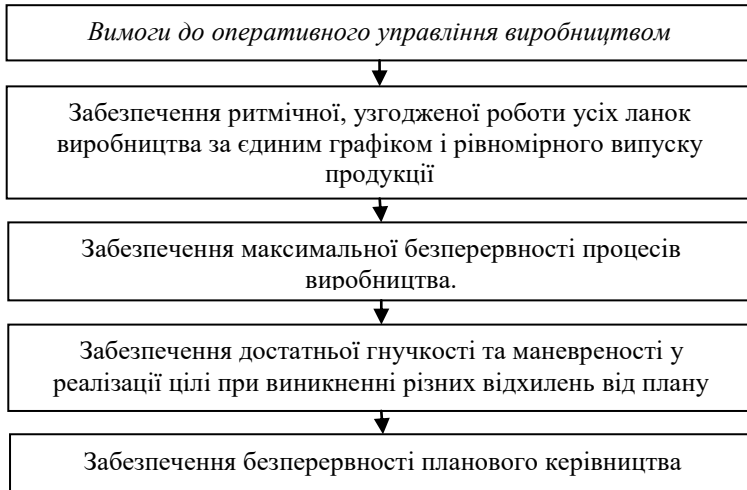 Вимоги до оперативного управління виробництвом
Забезпечення ритмічної, узгодженої роботи усіх ланок
виробництва за єдиним графіком і рівномірного випуску
продукції
Забезпечення максимальної безперервності процесів
виробництва.
Забезпечення достатньої гнучкості та маневреності у
реалізації цілі при виникненні різних відхилень від плану
Забезпечення безперервності планового керівництва